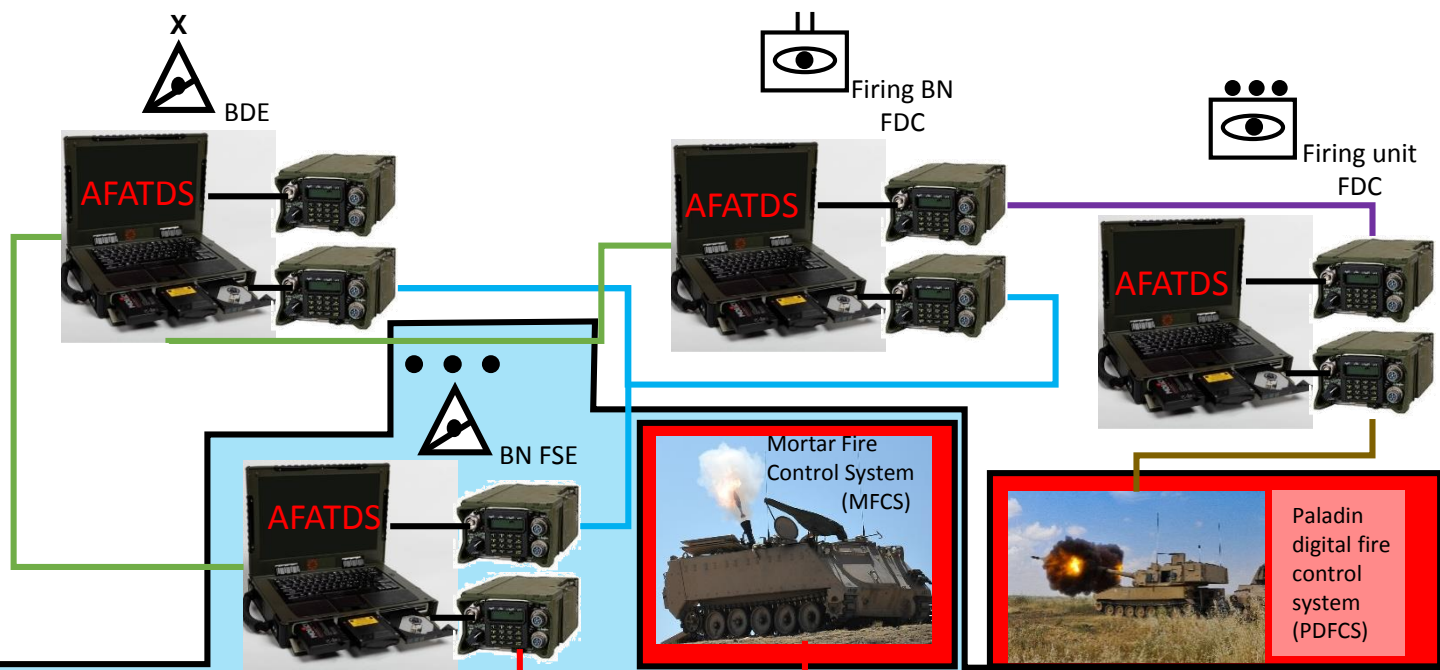 X
BDE
Firing BN
FDC
Firing unit
FDC
AFATDS
AFATDS
AFATDS
BN FSE
AFATDS
Mortar Fire
Control System
(MFCS)
Paladin
digital fire
control
system
(PDFCS)